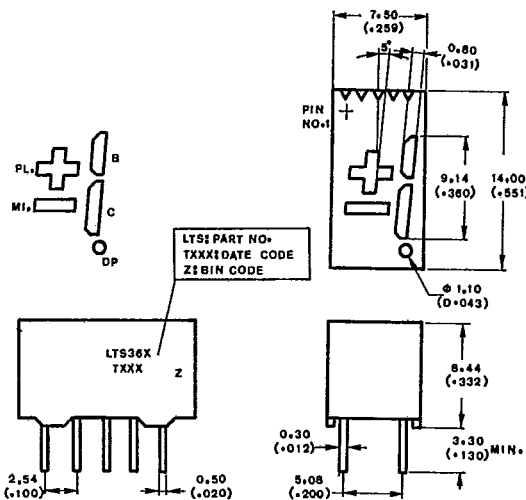 7.50
(.259)
5°
0.80
(.031)
PIN
NO.1
B
PL.
MI.
C
DP
9.14
(.360)
14.00
(.551)
LTS: PART NO.
TXXX: DATE CODE
Z: BIN CODE
Φ 1.10
(D.043)
LTS36X
TXXX
Z
8.44
(.332)
0.30
(.012)
3.30
(.130) MIN.
2.54
(.100)
0.50
(.020)
5.08
(.200)